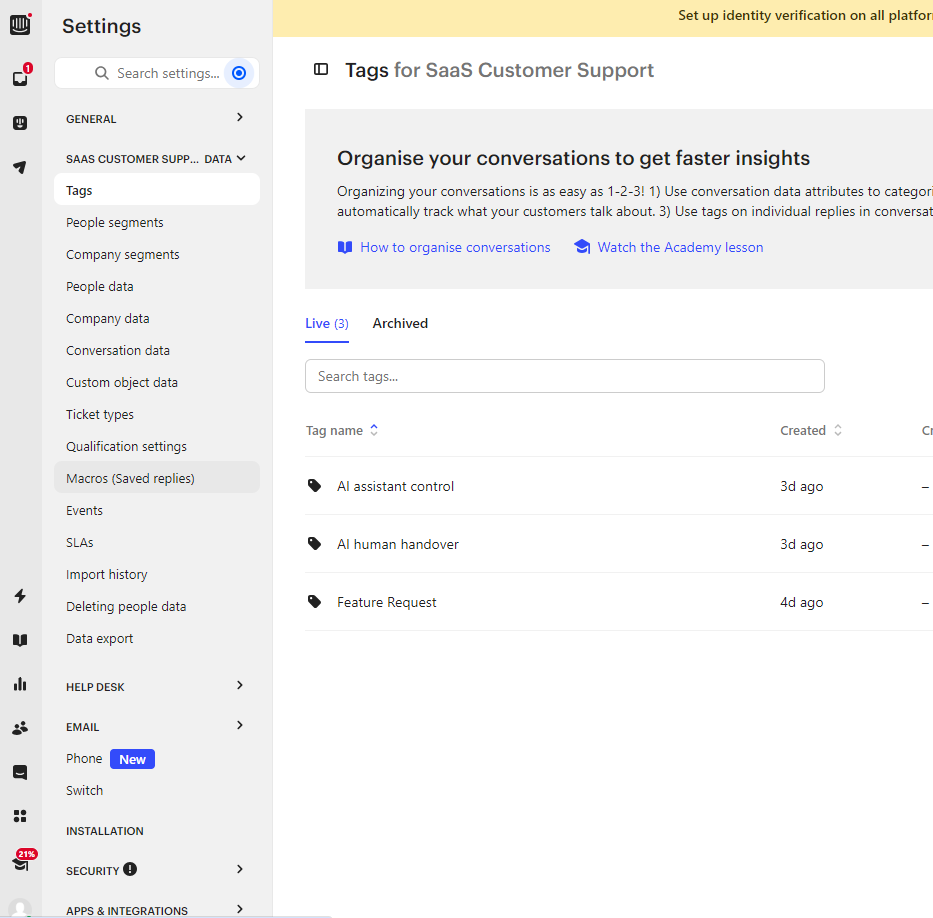 Settings
1
Search settings...
GENERAL
SAAS CUSTOMER SUPP... DATA
Tags
People segments
Company segments
People data
Company data
Conversation data
Custom object data
Ticket types
Qualification settings
Macros (Saved replies)
Events
SLAs
Import history
Deleting people data
Data export
HELP DESK
EMAIL
Phone New
Switch
INSTALLATION
21%
SECURITY
APPS & INTEGRATIONS
Set up identity verification on all platfor
Tags for SaaS Customer Support
Organise your conversations to get faster insights
Organizing your conversations is as easy as 1-2-3! 1) Use conversation data attributes to categori
automatically track what your customers talk about. 3) Use tags on individual replies in conversat
How to organise conversations Watch the Academy lesson
Live (3) Archived
Search tags...
Tag name Created Cr
AI assistant control 3d ago –
AI human handover 3d ago –
Feature Request 4d ago –